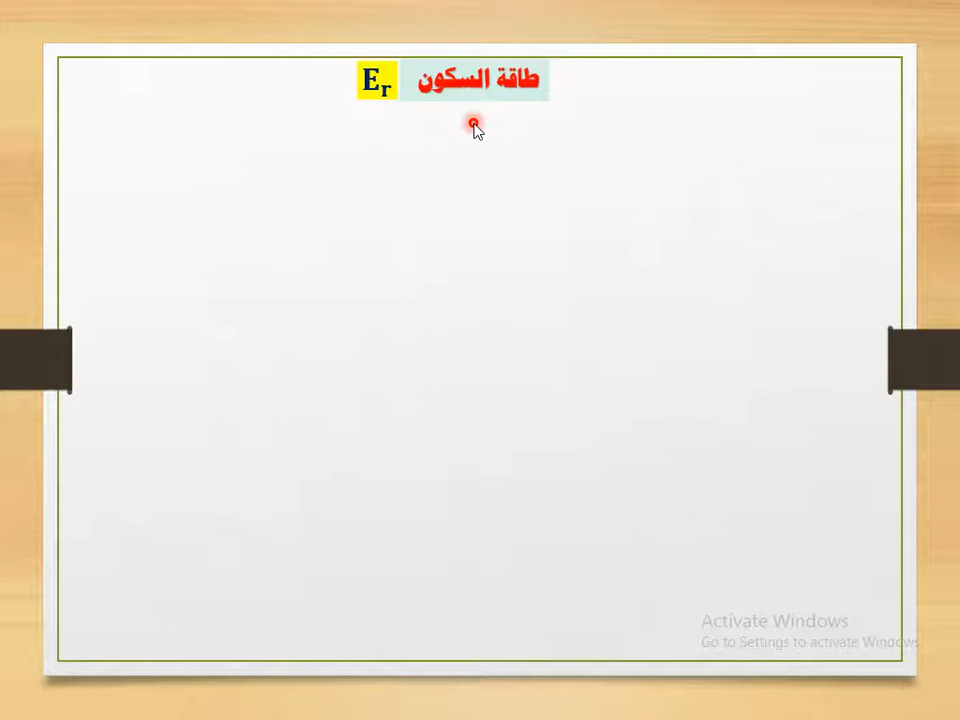 طاقة السكون Eᵣ
Activate Windows
Go to Settings to activate Windows.